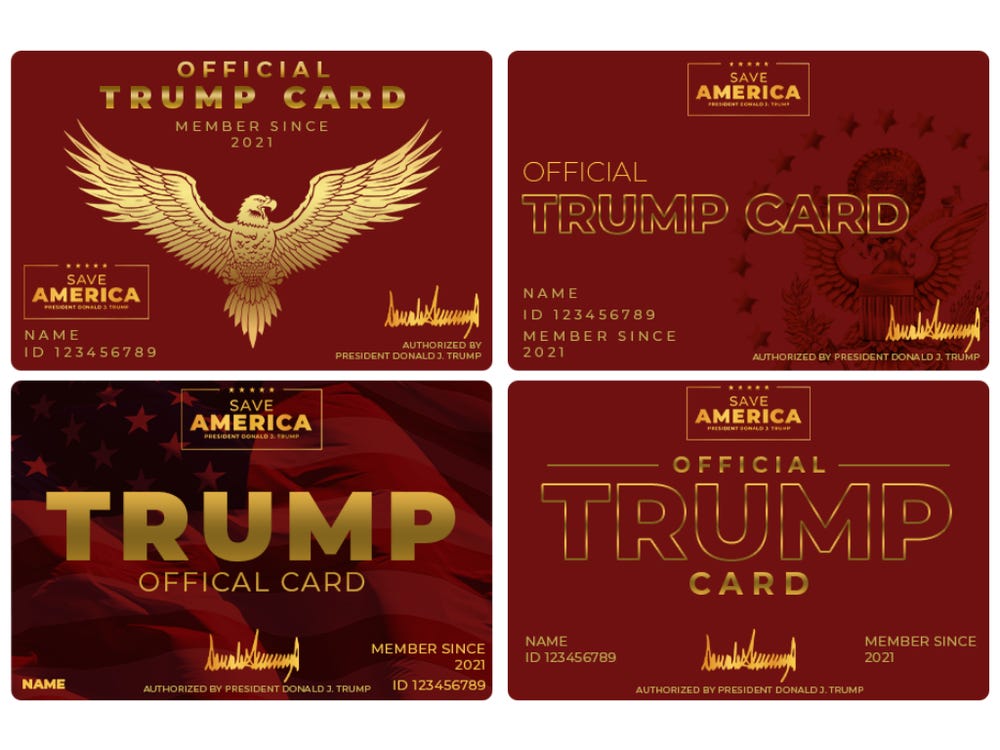 OFFICIAL
TRUMP CARD
MEMBER SINCE
2021
SAVE
AMERICA
PRESIDENT DONALD J. TRUMP
NAME
ID 123456789
AUTHORIZED BY
PRESIDENT DONALD J. TRUMP
SAVE
AMERICA
PRESIDENT DONALD J. TRUMP
OFFICIAL
TRUMP CARD
NAME
ID 123456789
MEMBER SINCE
2021
AUTHORIZED BY PRESIDENT DONALD J. TRUMP
SAVE
AMERICA
PRESIDENT DONALD J. TRUMP
TRUMP
OFFICAL CARD
MEMBER SINCE
2021
NAME
AUTHORIZED BY PRESIDENT DONALD J. TRUMP
ID 123456789
SAVE
AMERICA
PRESIDENT DONALD J. TRUMP
OFFICIAL
TRUMP
CARD
NAME
ID 123456789
MEMBER SINCE
2021
AUTHORIZED BY PRESIDENT DONALD J. TRUMP